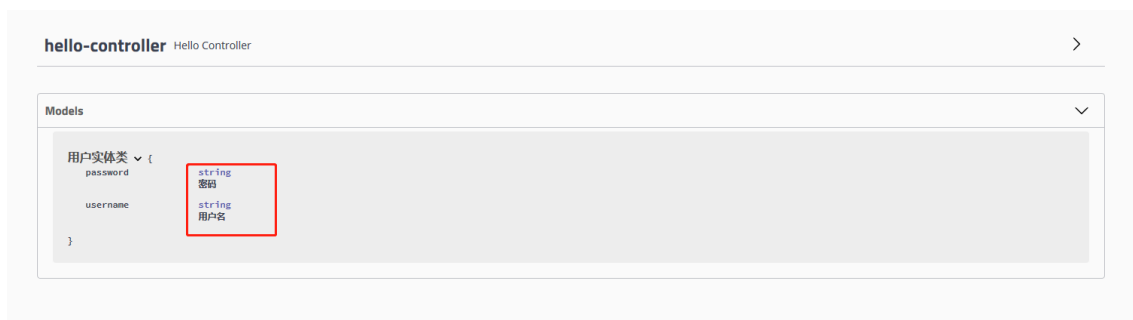 hello-controller Hello Controller
Models
用户实体类 {
password string
密码
username string
用户名
}